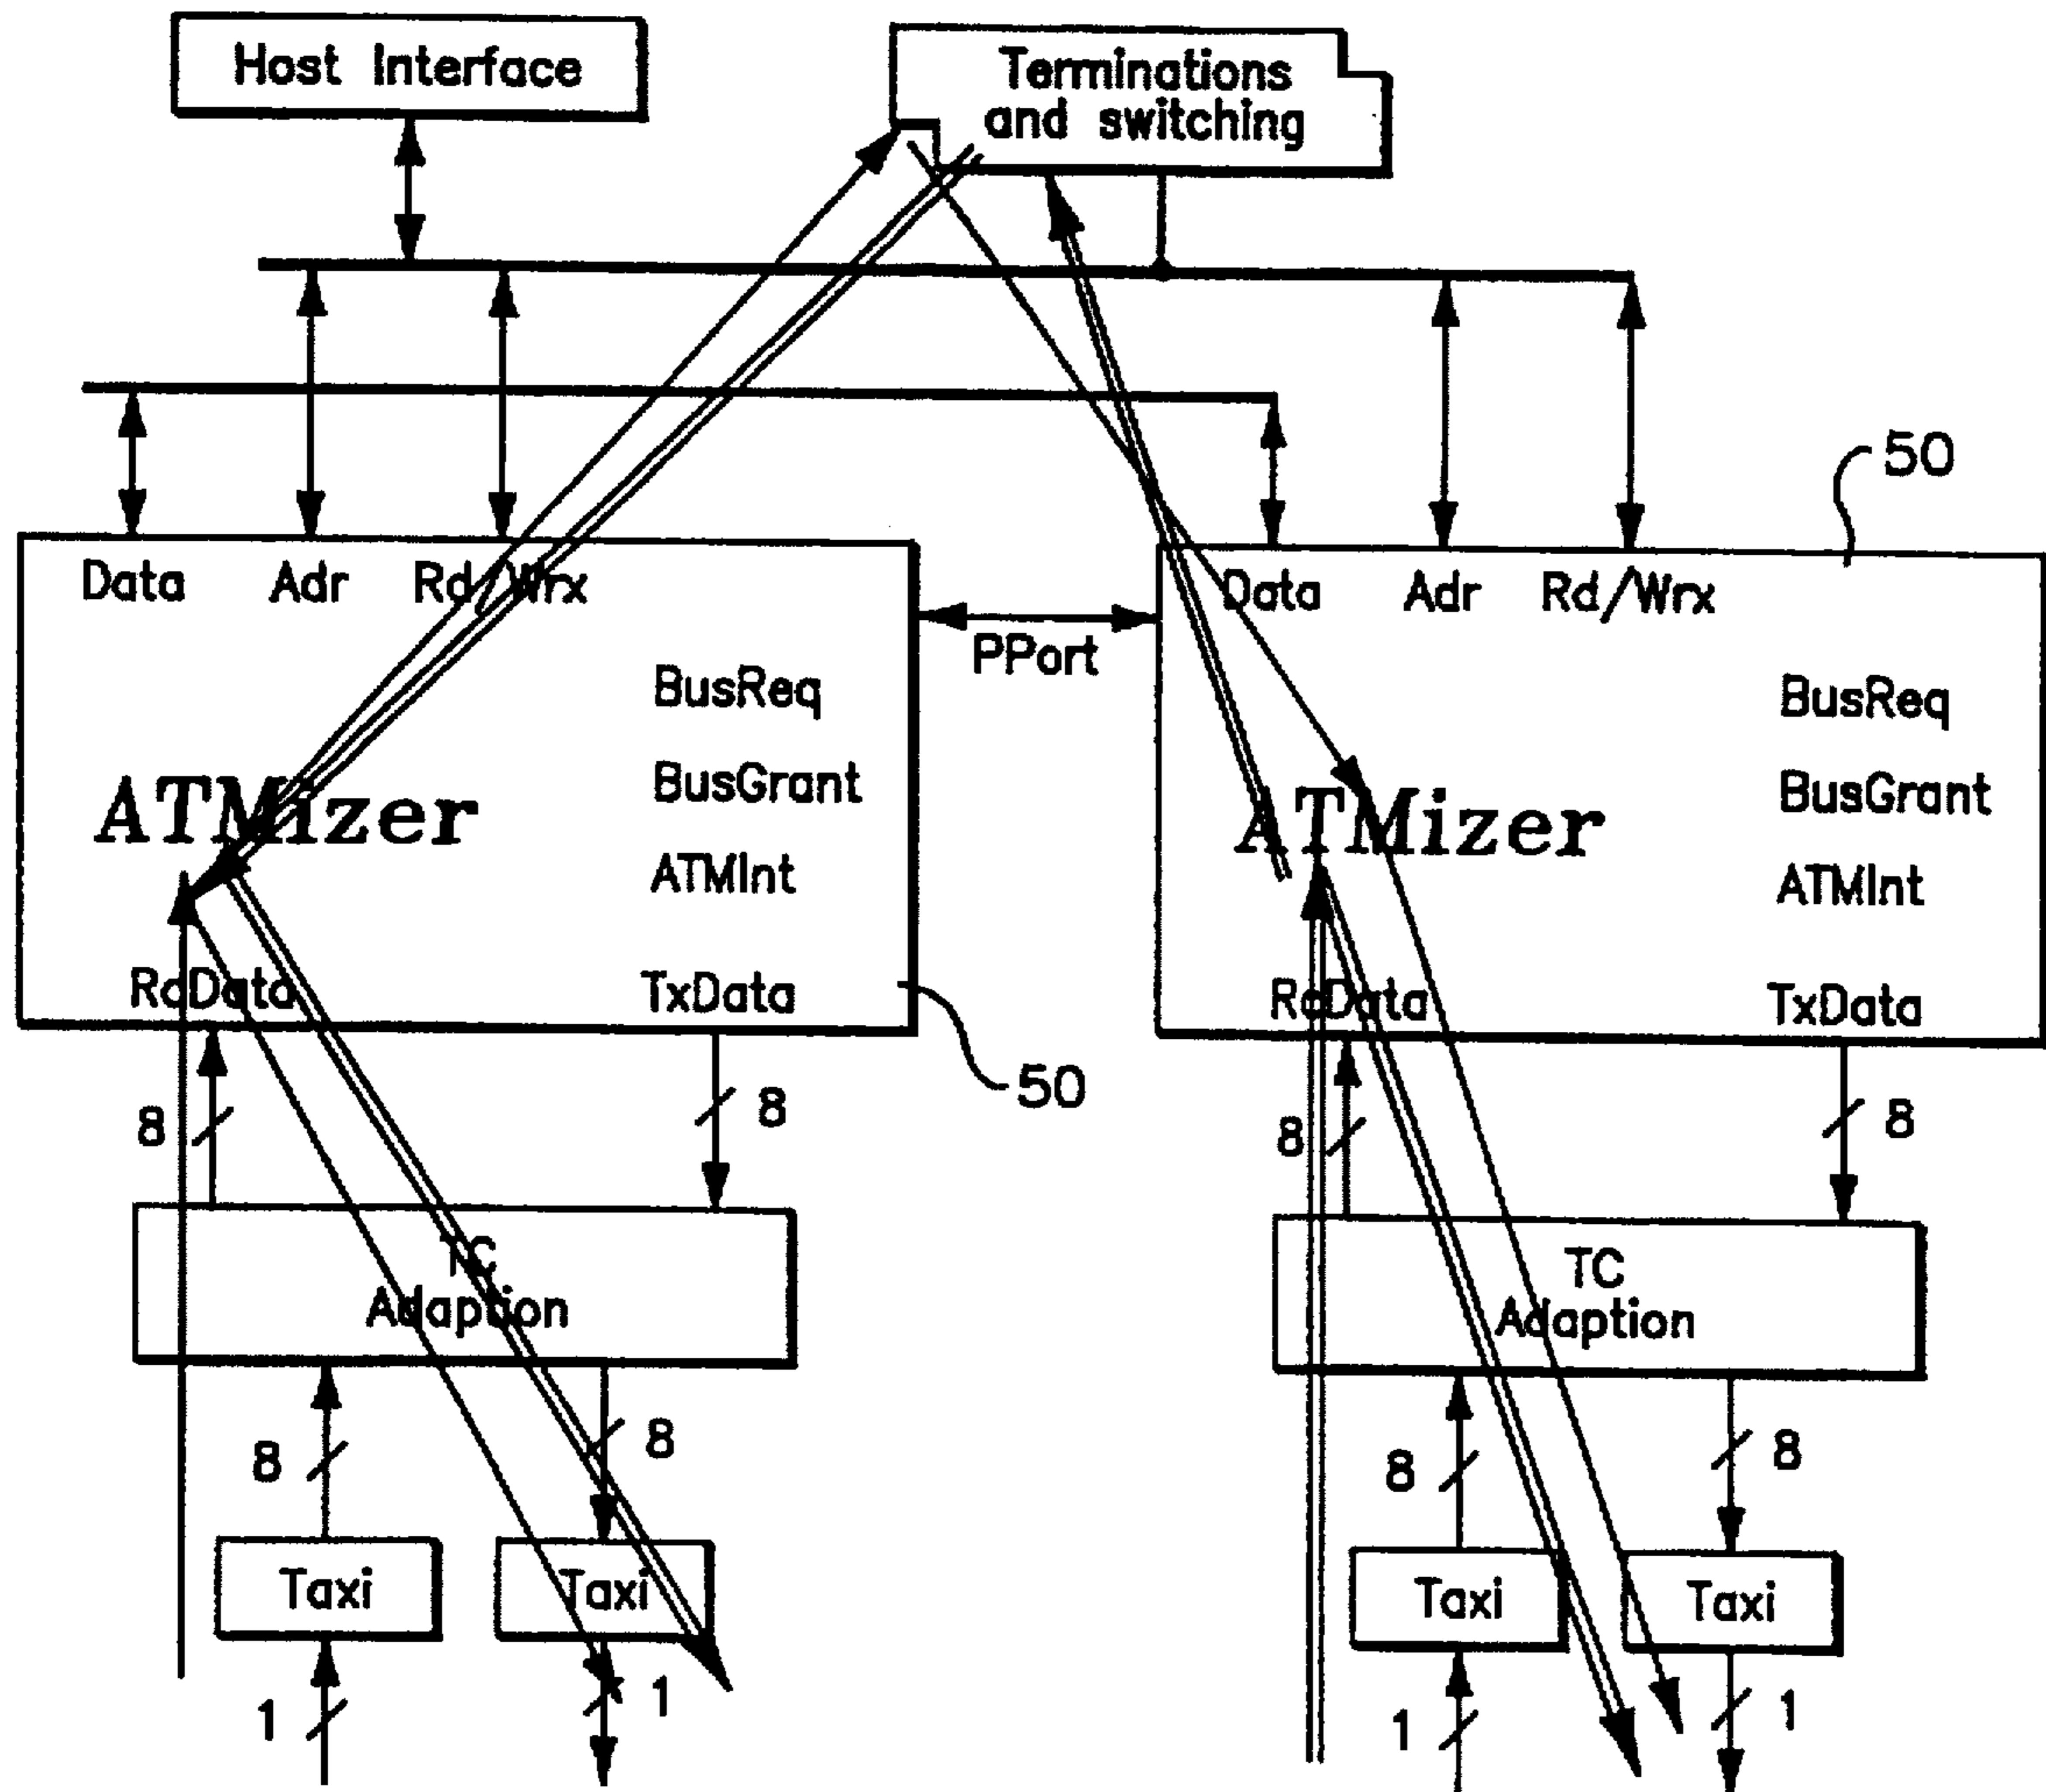 Host Interface
Terminations
and switching
50
Data Adr Rd/Wrx
PPort
Data Adr Rd/Wrx
BusReq
BusReq
BusGrant
BusGrant
ATMizer
ATMizer
ATMInt
ATMInt
RcData TxData
RcData TxData
50
8
8
8
8
TC
Adaption
TC
Adaption
8
8
8
8
Taxi
Taxi
Taxi
Taxi
1
1
1
1